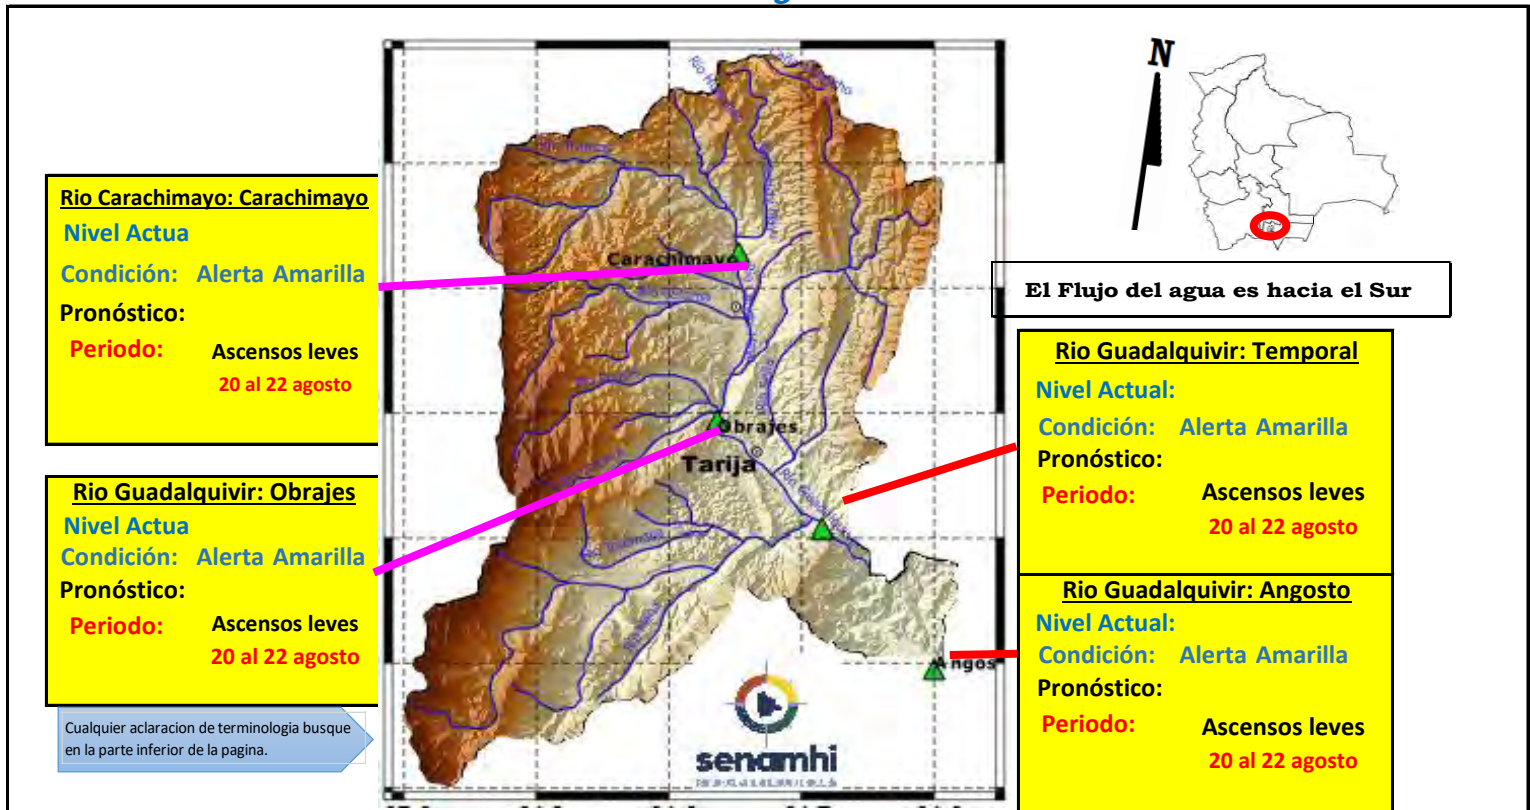 Rio Carachimayo: Carachimayo
Nivel Actua
Condición: Alerta Amarilla
Pronóstico:
Periodo: Ascensos leves
20 al 22 agosto
Rio Guadalquivir: Obrajes
Nivel Actua
Condición: Alerta Amarilla
Pronóstico:
Periodo: Ascensos leves
20 al 22 agosto
Cualquier aclaracion de terminologia busque
en la parte inferior de la pagina.
Carachimayo
Obrajes
Tarija
Angos
senamhi
N
El Flujo del agua es hacia el Sur
Rio Guadalquivir: Temporal
Nivel Actual:
Condición: Alerta Amarilla
Pronóstico:
Periodo: Ascensos leves
20 al 22 agosto
Rio Guadalquivir: Angosto
Nivel Actual:
Condición: Alerta Amarilla
Pronóstico:
Periodo: Ascensos leves
20 al 22 agosto